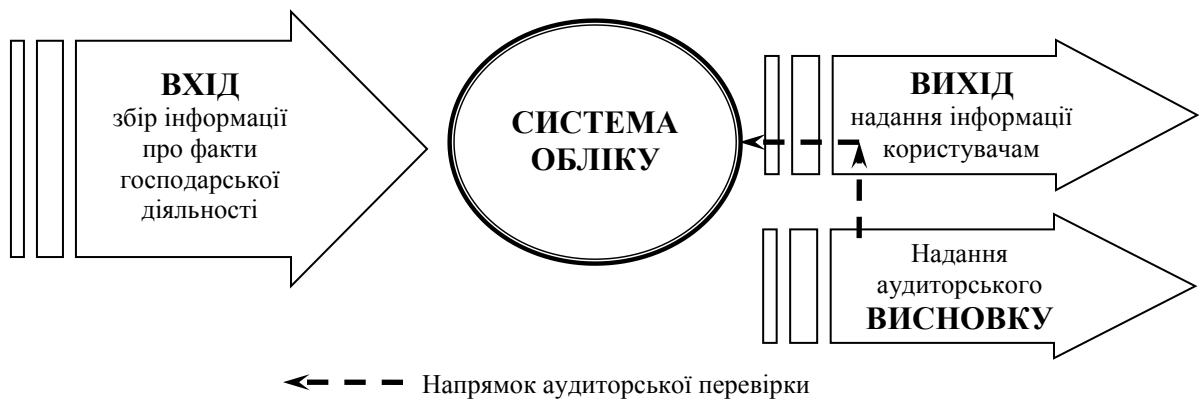 ВХІД
збір інформації
про факти
господарської
діяльності
СИСТЕМА
ОБЛІКУ
ВИХІД
надання інформації
користувачам
Надання
аудиторського
ВИСНОВКУ
Напрямок аудиторської перевірки